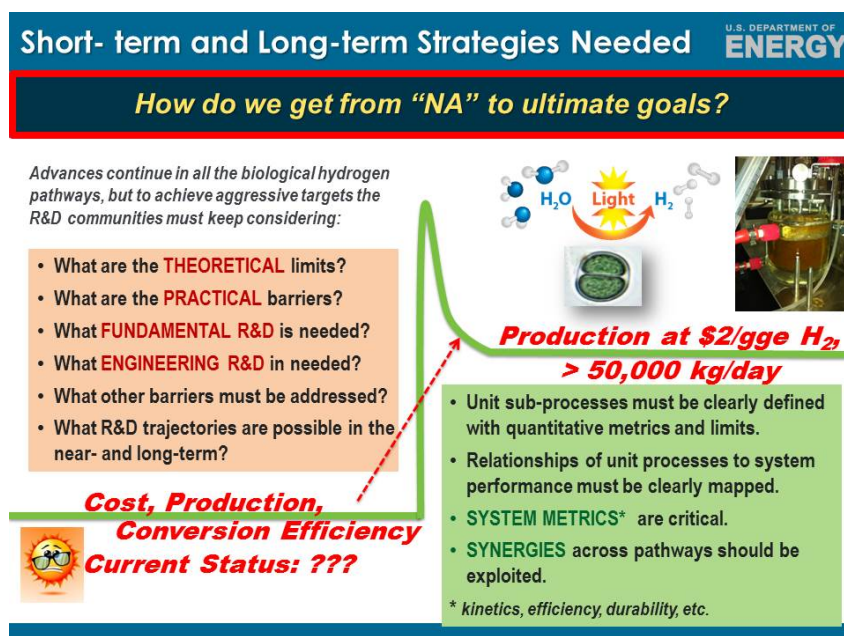 Short- term and Long-term Strategies Needed
U.S. DEPARTMENT OF
ENERGY
How do we get from “NA” to ultimate goals?
Advances continue in all the biological hydrogen
pathways, but to achieve aggressive targets the
R&D communities must keep considering:
• What are the THEORETICAL limits?
• What are the PRACTICAL barriers?
• What FUNDAMENTAL R&D is needed?
• What ENGINEERING R&D in needed?
• What other barriers must be addressed?
• What R&D trajectories are possible in the
near- and long-term?
Cost, Production,
Conversion Efficiency
Current Status: ???
H₂O Light H₂
Production at $2/gge H₂,
> 50,000 kg/day
• Unit sub-processes must be clearly defined
with quantitative metrics and limits.
• Relationships of unit processes to system
performance must be clearly mapped.
• SYSTEM METRICS* are critical.
• SYNERGIES across pathways should be
exploited.
* kinetics, efficiency, durability, etc.